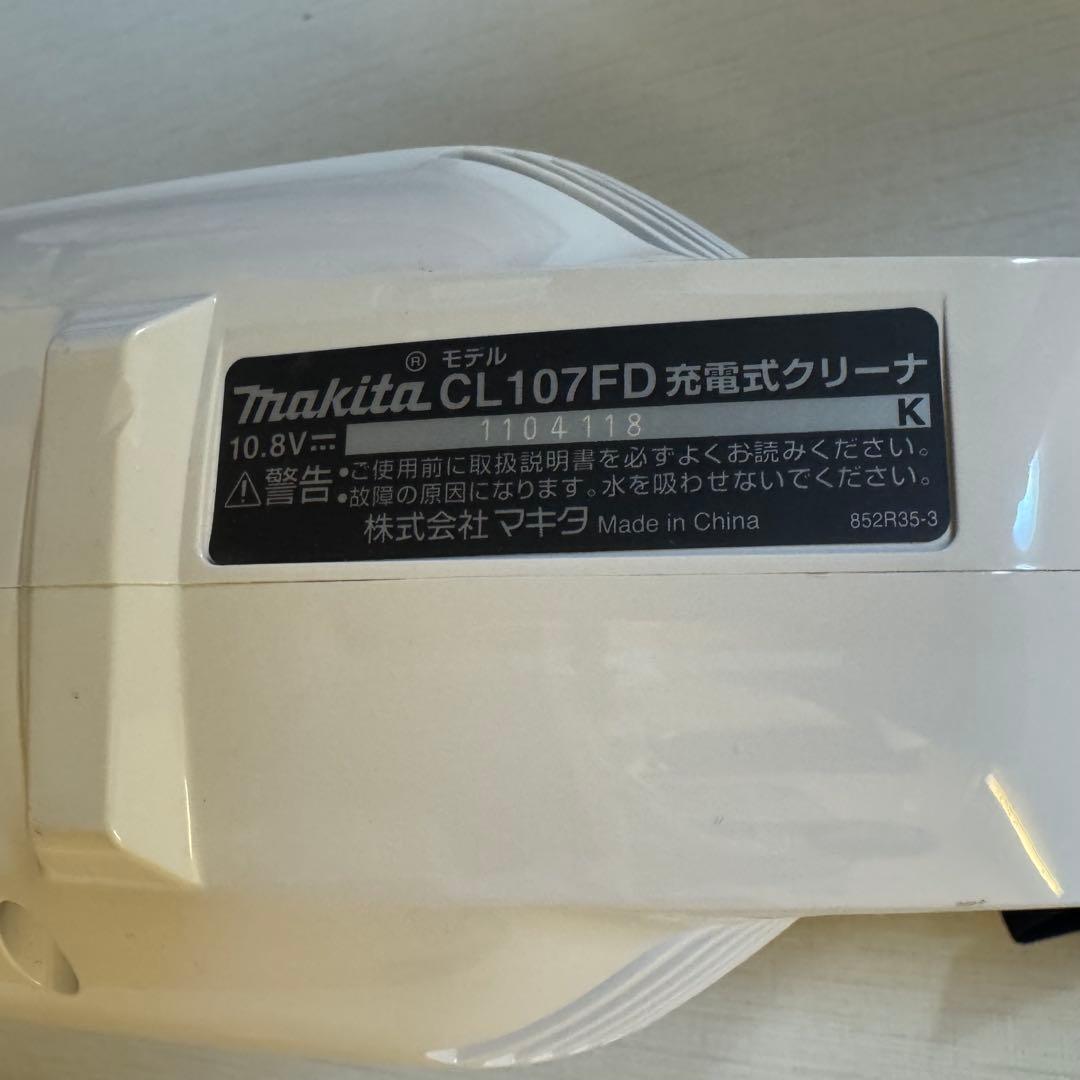 makita® モデル CL107FD 充電式クリーナ
10.8V⎓ 1104118 K
⚠警告 •ご使用前に取扱説明書を必ずよくお読みください。
•故障の原因になります。水を吸わせないでください。
株式会社 マキタ Made in China 852R35-3